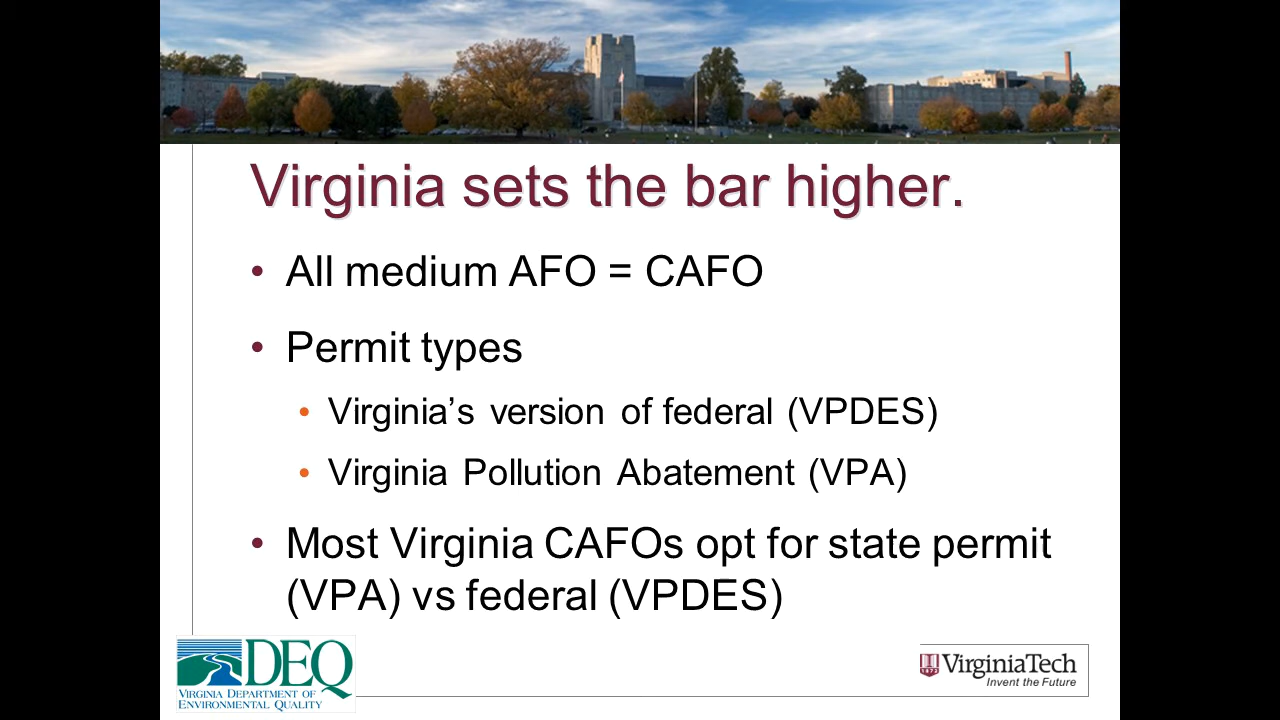 Virginia sets the bar higher.
• All medium AFO = CAFO
• Permit types
• Virginia’s version of federal (VPDES)
• Virginia Pollution Abatement (VPA)
• Most Virginia CAFOs opt for state permit
(VPA) vs federal (VPDES)
DEQ
VIRGINIA DEPARTMENT OF
ENVIRONMENTAL QUALITY
1872
VirginiaTech
Invent the Future